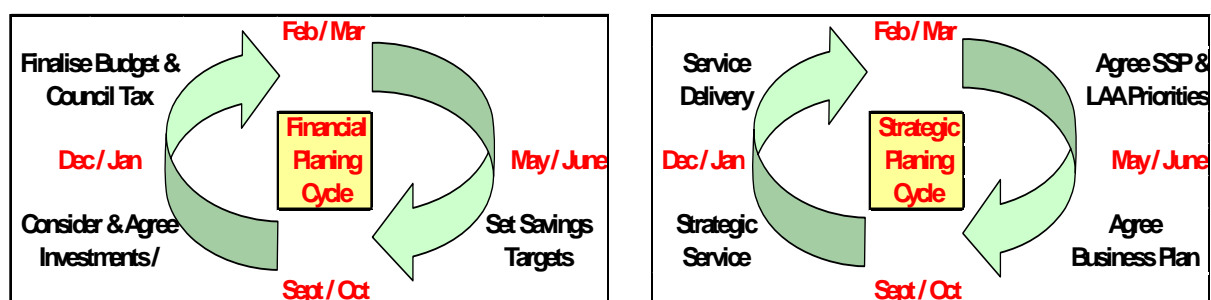 Feb / Mar
Finalise Budget &
Council Tax
Financial
Planing
Cycle
Dec / Jan
May / June
Consider & Agree
Investments /
Set Savings
Targets
Sept / Oct
Feb / Mar
Service
Delivery
Agree SSP &
LAA Priorities
Strategic
Planing
Cycle
Dec / Jan
May / June
Strategic
Service
Agree
Business Plan
Sept / Oct